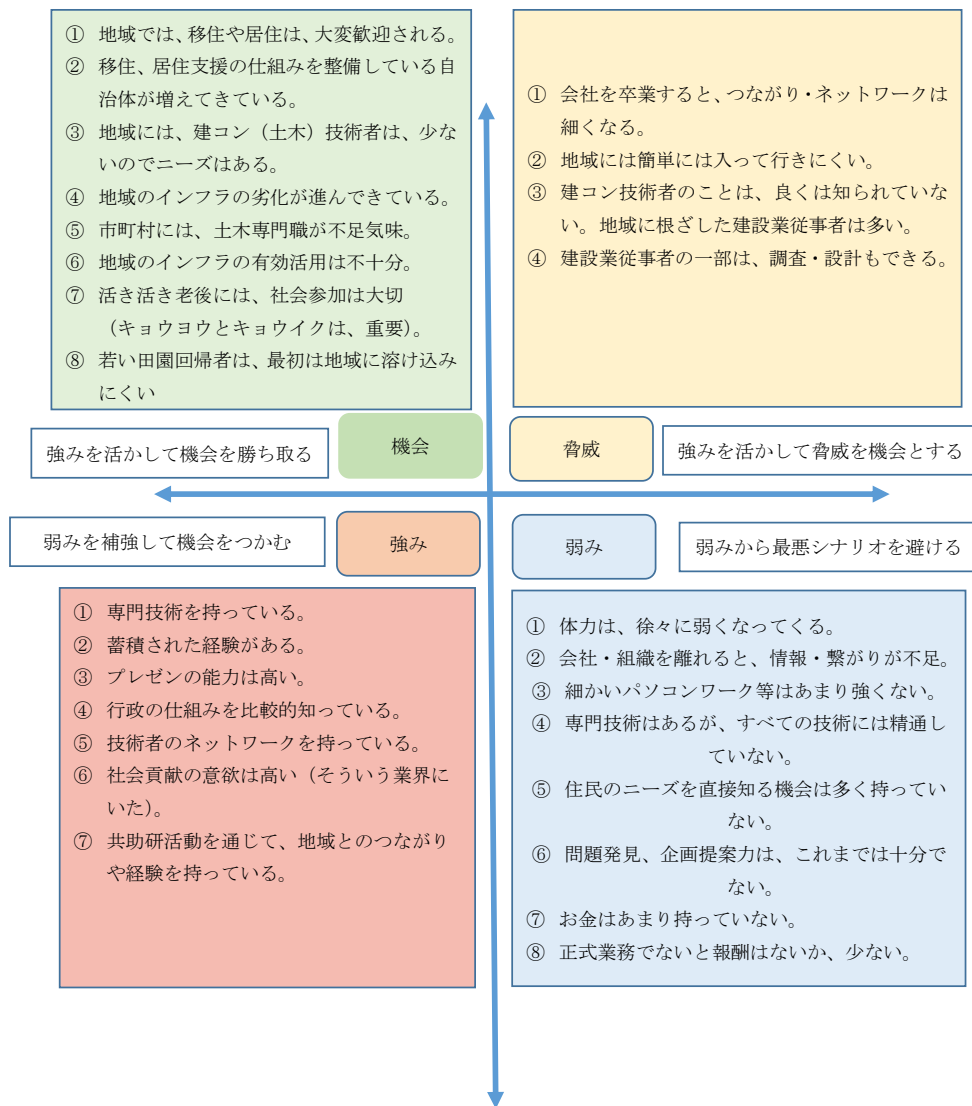 ① 地域では、移住や居住は、大変歓迎される。
② 移住、居住支援の仕組みを整備している自
治体が増えてきている。
③ 地域には、建コン（土木）技術者は、少な
いのでニーズはある。
④ 地域のインフラの劣化が進んできている。
⑤ 市町村には、土木専門職が不足気味。
⑥ 地域のインフラの有効活用は不十分。
⑦ 活き活き老後には、社会参加は大切
（キョウヨウとキョウイクは、重要）。
⑧ 若い田園回帰者は、最初は地域に溶け込み
にくい
① 会社を卒業すると、つながり・ネットワークは
細くなる。
② 地域には簡単には入って行きにくい。
③ 建コン技術者のことは、良くは知られていな
い。地域に根ざした建設業従事者は多い。
④ 建設業従事者の一部は、調査・設計もできる。
強みを活かして機会を勝ち取る
機会
脅威
強みを活かして脅威を機会とする
弱みを補強して機会をつかむ
強み
弱み
弱みから最悪シナリオを避ける
① 専門技術を持っている。
② 蓄積された経験がある。
③ プレゼンの能力は高い。
④ 行政の仕組みを比較的知っている。
⑤ 技術者のネットワークを持っている。
⑥ 社会貢献の意欲は高い（そういう業界に
いた）。
⑦ 共助研活動を通じて、地域とのつながり
や経験を持っている。
① 体力は、徐々に弱くなってくる。
② 会社・組織を離れると、情報・繋がりが不足。
③ 細かいパソコンワーク等はあまり強くない。
④ 専門技術はあるが、すべての技術には精通し
ていない。
⑤ 住民のニーズを直接知る機会は多く持ってい
ない。
⑥ 問題発見、企画提案力は、これまでは十分で
ない。
⑦ お金はあまり持っていない。
⑧ 正式業務でないと報酬はないか、少ない。